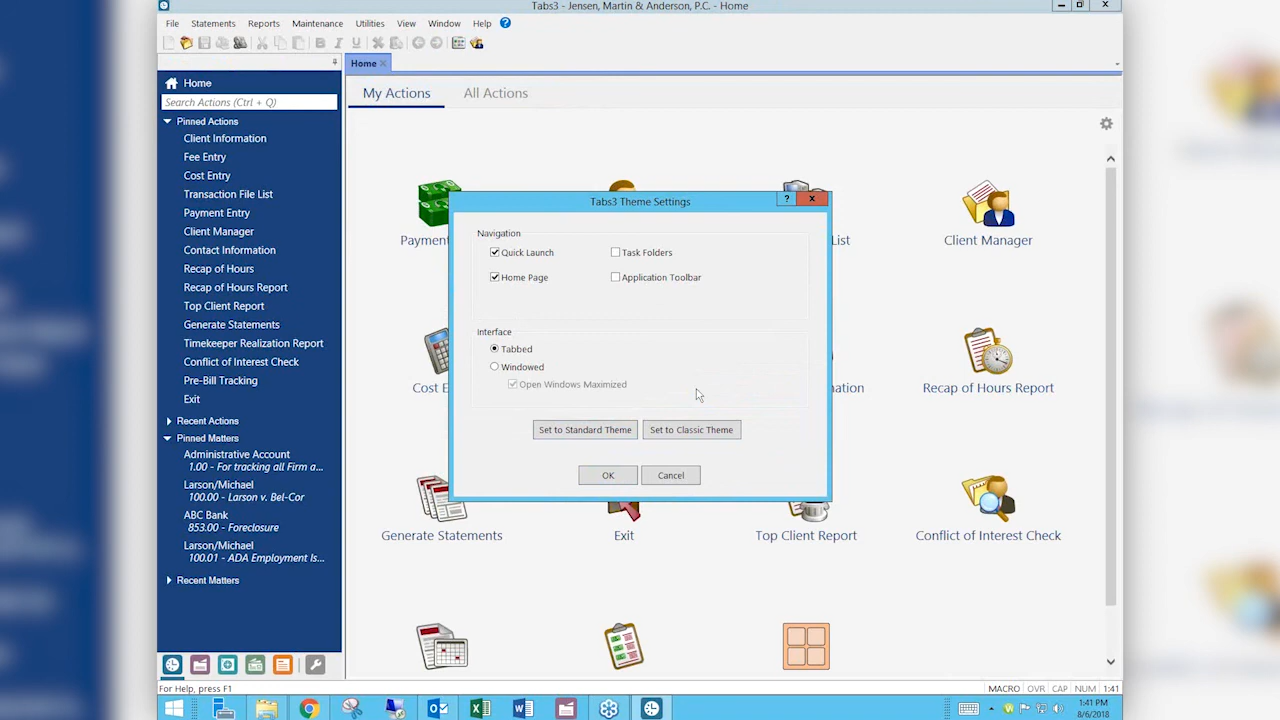 Tabs3 - Jensen, Martin & Anderson, P.C. - Home
File Statements Reports Maintenance Utilities View Window Help
Home
Home
My Actions All Actions
Search Actions (Ctrl + Q)
Pinned Actions
Client Information
Fee Entry
Cost Entry
Transaction File List
Payment Entry
Client Manager
Contact Information
Recap of Hours
Recap of Hours Report
Top Client Report
Generate Statements
Timekeeper Realization Report
Conflict of Interest Check
Pre-Bill Tracking
Exit
Recent Actions
Pinned Matters
Administrative Account
1.00 - For tracking all Firm a...
Larson/Michael
100.00 - Larson v. Bel-Cor
ABC Bank
853.00 - Foreclosure
Larson/Michael
100.01 - ADA Employment Is...
Recent Matters
Tabs3 Theme Settings
Navigation
Quick Launch Task Folders
Home Page Application Toolbar
Interface
Tabbed
Windowed
Open Windows Maximized
Set to Standard Theme Set to Classic Theme
OK Cancel
List Client Manager
Recap of Hours Report
Generate Statements Exit Top Client Report Conflict of Interest Check
For Help, press F1 MACRO OVR CAP NUM 1:41
1:41 PM
8/6/2018